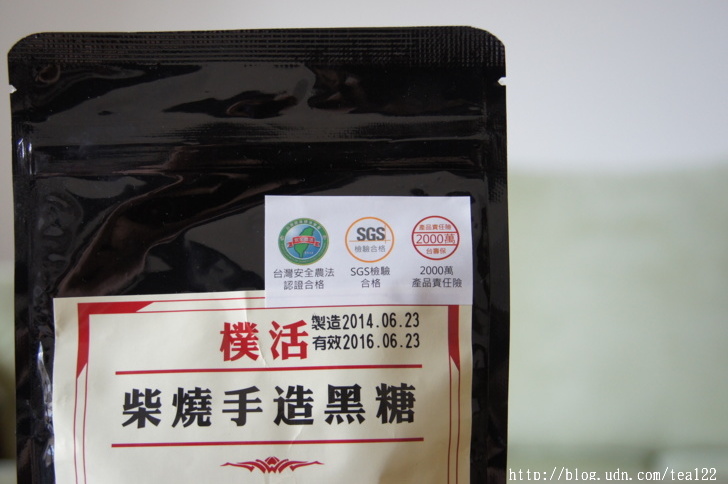 SGS
檢驗合格
產品責任險
2000萬
台灣安全農法
認證合格
SGS檢驗
合格
2000萬
產品責任險
樸活
製造2014.06.23
有效2016.06.23
柴燒手造黑糖
http://blog.udn.com/tea122